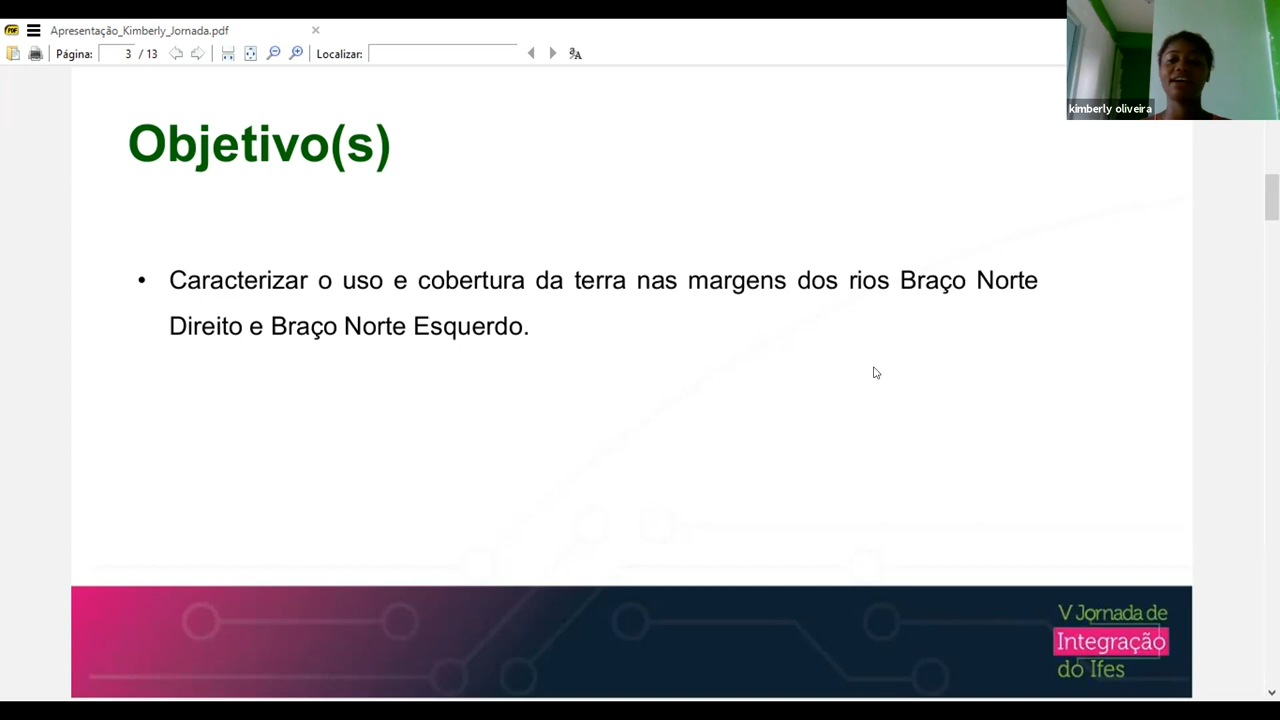 Apresentação_Kimberly_Jornada.pdf
Página: 3 / 13 Localizar:
kimberly oliveira
Objetivo(s)
• Caracterizar o uso e cobertura da terra nas margens dos rios Braço Norte
Direito e Braço Norte Esquerdo.
V Jornada de
Integração
do Ifes